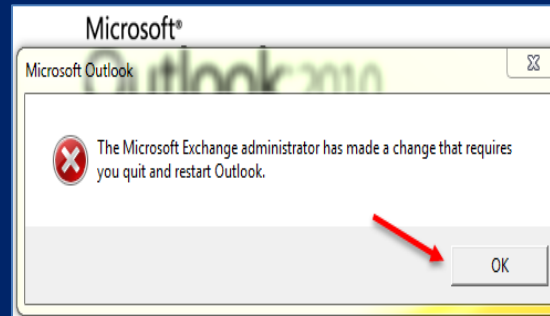 Microsoft®
Outlook 2010
Microsoft Outlook
The Microsoft Exchange administrator has made a change that requires
you quit and restart Outlook.
OK